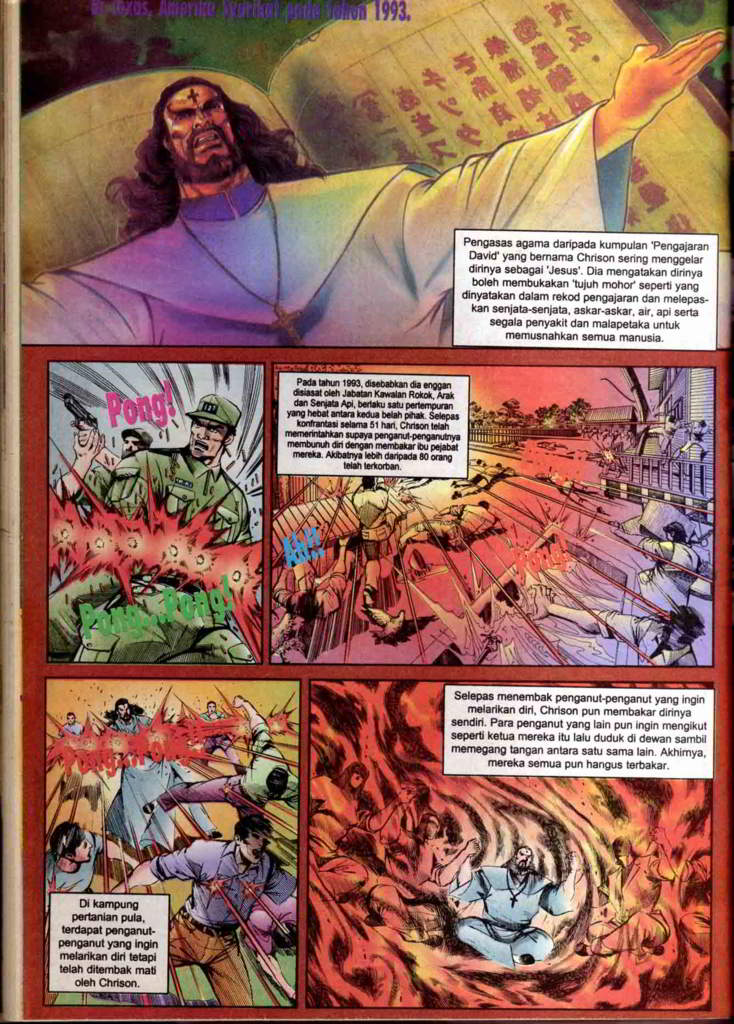 di Texas, Amerika Syarikat pada tahun 1993.
Pengasas agama daripada kumpulan 'Pengajaran
David' yang bernama Chrison sering menggelar
dirinya sebagai 'Jesus'. Dia mengatakan dirinya
boleh membukakan 'tujuh mohor' seperti yang
dinyatakan dalam rekod pengajaran dan melepas-
kan senjata-senjata, askar-askar, air, api serta
segala penyakit dan malapetaka untuk
memusnahkan semua manusia.
Pong!
Pong...Pong!
Pada tahun 1993, disebabkan dia enggan
disiasat oleh Jabatan Kawalan Rokok, Arak
dan Senjata Api, berlaku satu pertempuran
yang hebat antara kedua belah pihak. Selepas
konfrontasi selama 51 hari, Chrison telah
memerintahkan supaya penganut-penganutnya
membunuh diri dengan membakar ibu pejabat
mereka. Akibatnya lebih daripada 80 orang
telah terkorban.
Ah!!
Pong!
Pong...Pong!
Di kampung
pertanian pula,
terdapat penganut-
penganut yang ingin
melarikan diri tetapi
telah ditembak mati
oleh Chrison.
Selepas menembak penganut-penganut yang ingin
melarikan diri, Chrison pun membakar dirinya
sendiri. Para penganut yang lain pun ingin mengikut
seperti ketua mereka itu lalu duduk di dewan sambil
memegang tangan antara satu sama lain. Akhirnya,
mereka semua pun hangus terbakar.